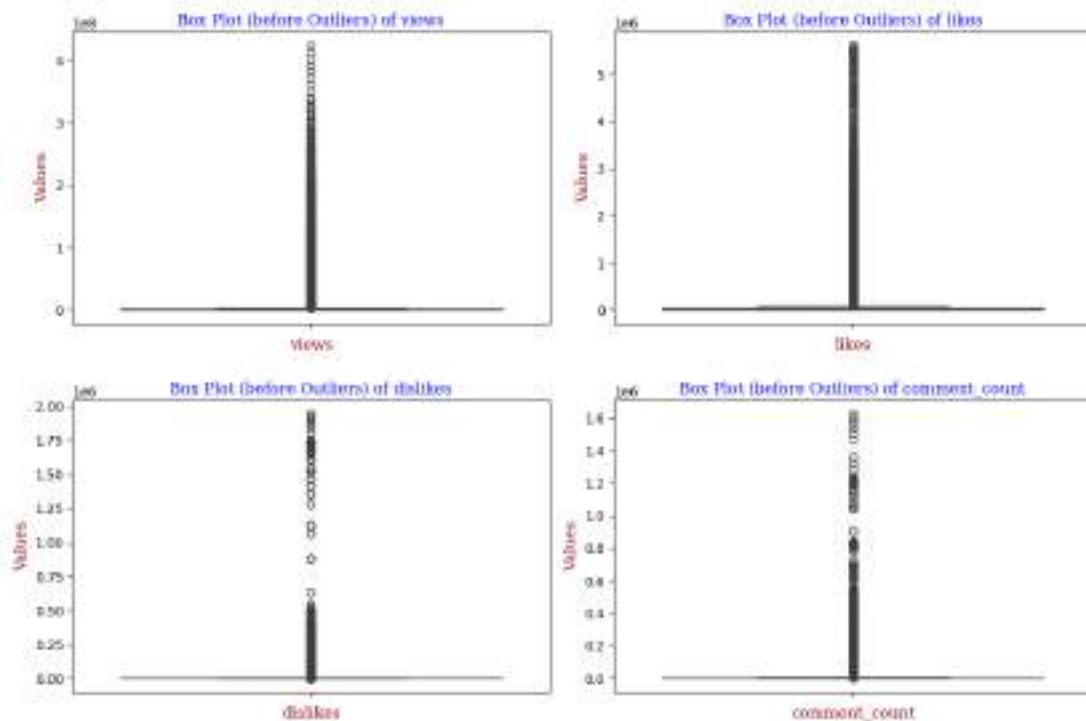 Box Plot (before Outliers) of views
1e8
4
3
2
1
0
Values
views
Box Plot (before Outliers) of likes
1e6
5
4
3
2
1
0
Values
likes
Box Plot (before Outliers) of dislikes
1e6
2.00
1.75
1.50
1.25
1.00
0.75
0.50
0.25
0.00
Values
dislikes
Box Plot (before Outliers) of comment_count
1e6
1.6
1.4
1.2
1.0
0.8
0.6
0.4
0.2
0.0
Values
comment_count